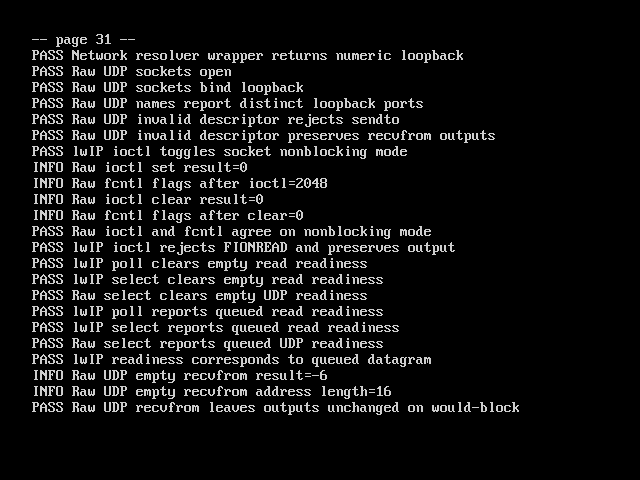 -- page 31 --
PASS Network resolver wrapper returns numeric loopback
PASS Raw UDP sockets open
PASS Raw UDP sockets bind loopback
PASS Raw UDP names report distinct loopback ports
PASS Raw UDP invalid descriptor rejects sendto
PASS Raw UDP invalid descriptor preserves recvfrom outputs
PASS lwIP ioctl toggles socket nonblocking mode
INFO Raw ioctl set result=0
INFO Raw fcntl flags after ioctl=2048
INFO Raw ioctl clear result=0
INFO Raw fcntl flags after clear=0
PASS Raw ioctl and fcntl agree on nonblocking mode
PASS lwIP ioctl rejects FIONREAD and preserves output
PASS lwIP poll clears empty read readiness
PASS lwIP select clears empty read readiness
PASS Raw select clears empty UDP readiness
PASS lwIP poll reports queued read readiness
PASS lwIP select reports queued read readiness
PASS Raw select reports queued UDP readiness
PASS lwIP readiness corresponds to queued datagram
INFO Raw UDP empty recvfrom result=-6
INFO Raw UDP empty recvfrom address length=16
PASS Raw UDP recvfrom leaves outputs unchanged on would-block